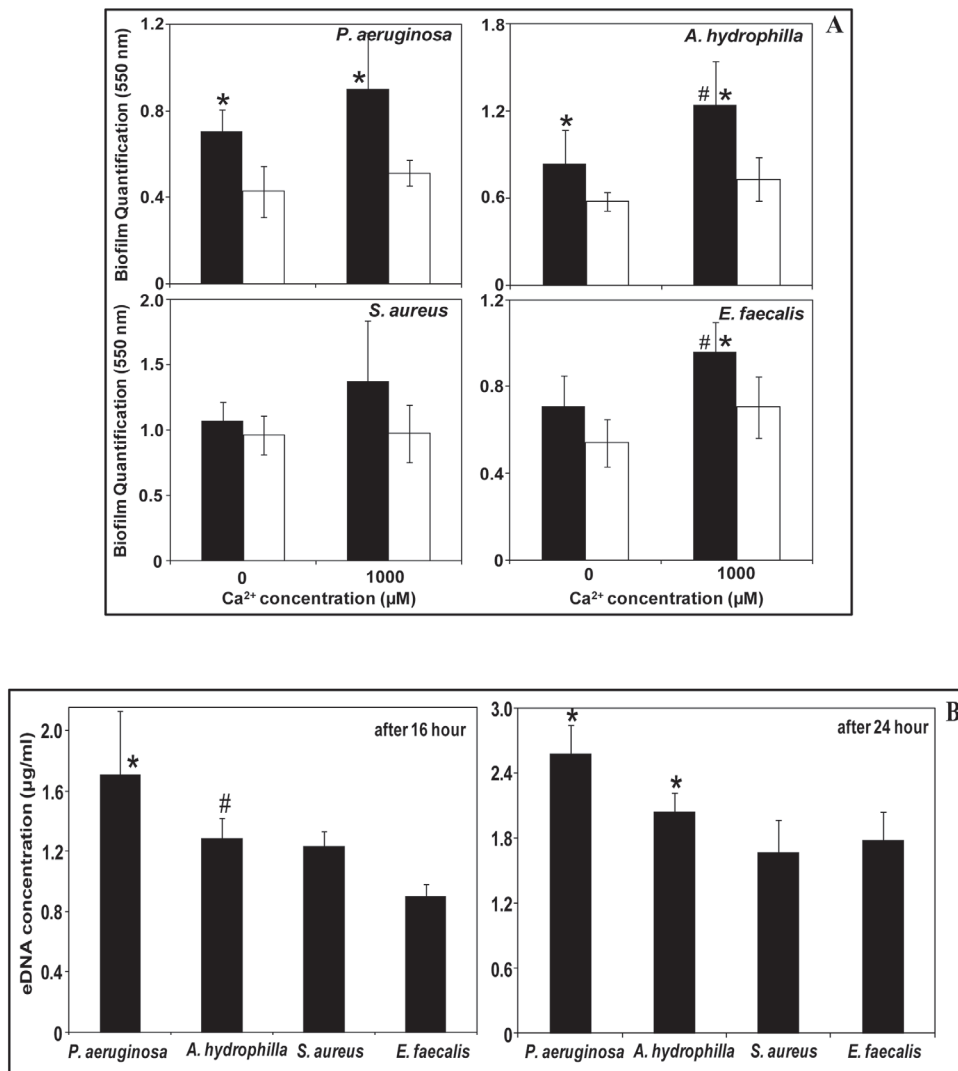 A
P. aeruginosa
Biofilm Quantification (550 nm)
1.2
0.8
0.4
0
*
*
A. hydrophilla
1.8
1.2
0.6
0
*
# *
S. aureus
Biofilm Quantification (550 nm)
2.0
1.5
1.0
0.5
0
0
1000
Ca²⁺ concentration (µM)
E. faecalis
1.2
0.8
0.4
0
# *
0
1000
Ca²⁺ concentration (µM)
B
after 16 hour
eDNA concentration (µg/ml)
2.0
1.6
1.2
0.8
0.4
0
*
#
P. aeruginosa
A. hydrophilla
S. aureus
E. faecalis
after 24 hour
3.0
2.4
1.8
1.2
0.6
0
*
*
P. aeruginosa
A. hydrophilla
S. aureus
E. faecalis